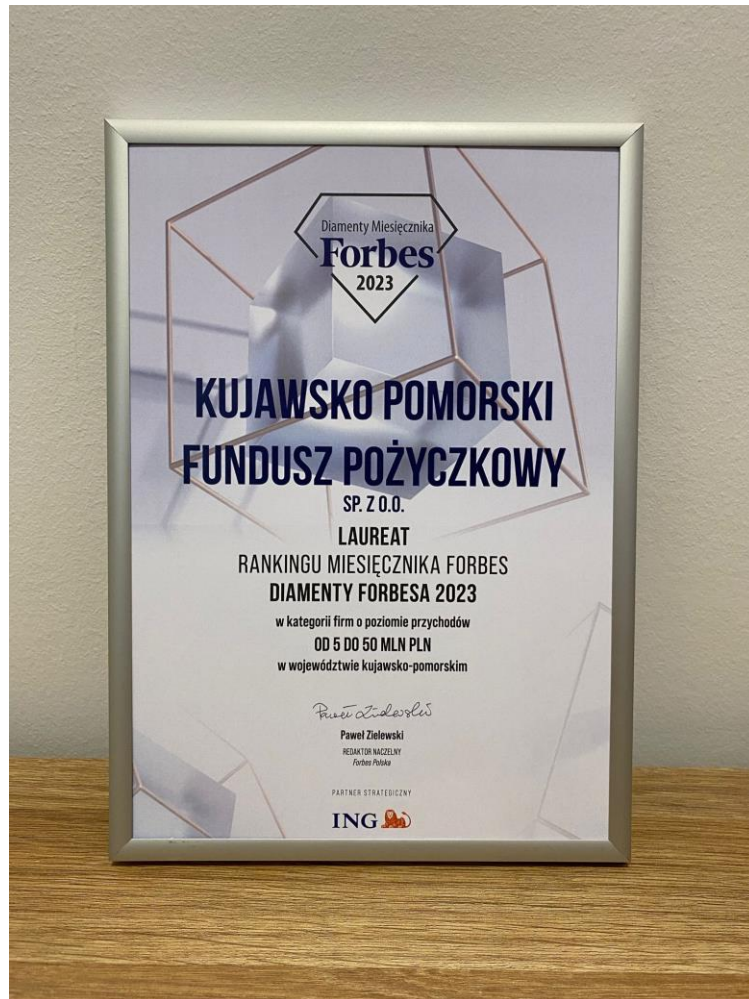 Diamenty Miesięcznika
Forbes
2023
KUJAWSKO POMORSKI
FUNDUSZ POŻYCZKOWY
SP. Z O.O.
LAUREAT
RANKINGU MIESIĘCZNIKA FORBES
DIAMENTY FORBESA 2023
w kategorii firm o poziomie przychodów
OD 5 DO 50 MLN PLN
w województwie kujawsko-pomorskim
Paweł Zielewski
Paweł Zielewski
REDAKTOR NACZELNY
Forbes Polska
PARTNER STRATEGICZNY
ING